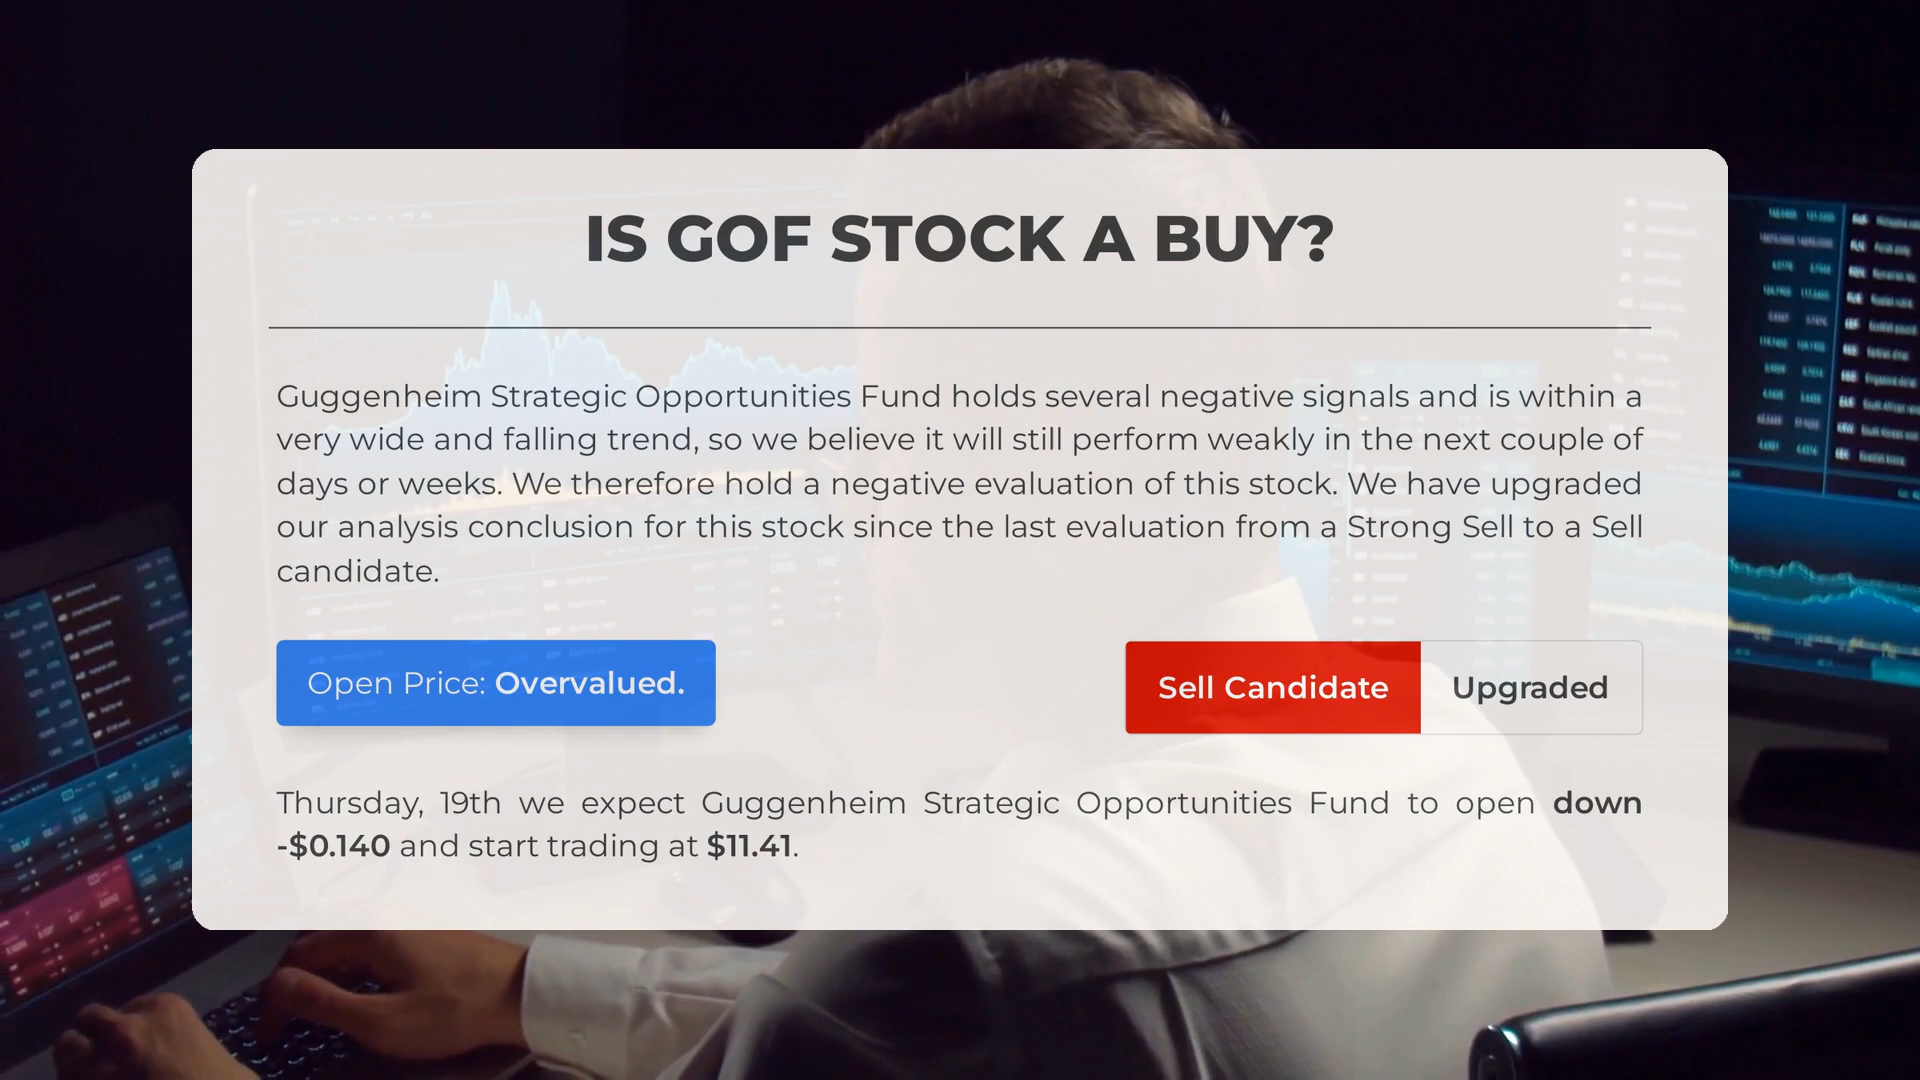 IS GOF STOCK A BUY?
Guggenheim Strategic Opportunities Fund holds several negative signals and is within a
very wide and falling trend, so we believe it will still perform weakly in the next couple of
days or weeks. We therefore hold a negative evaluation of this stock. We have upgraded
our analysis conclusion for this stock since the last evaluation from a Strong Sell to a Sell
candidate.
Open Price: Overvalued.
Sell Candidate Upgraded
Thursday, 19th we expect Guggenheim Strategic Opportunities Fund to open down
-$0.140 and start trading at $11.41.